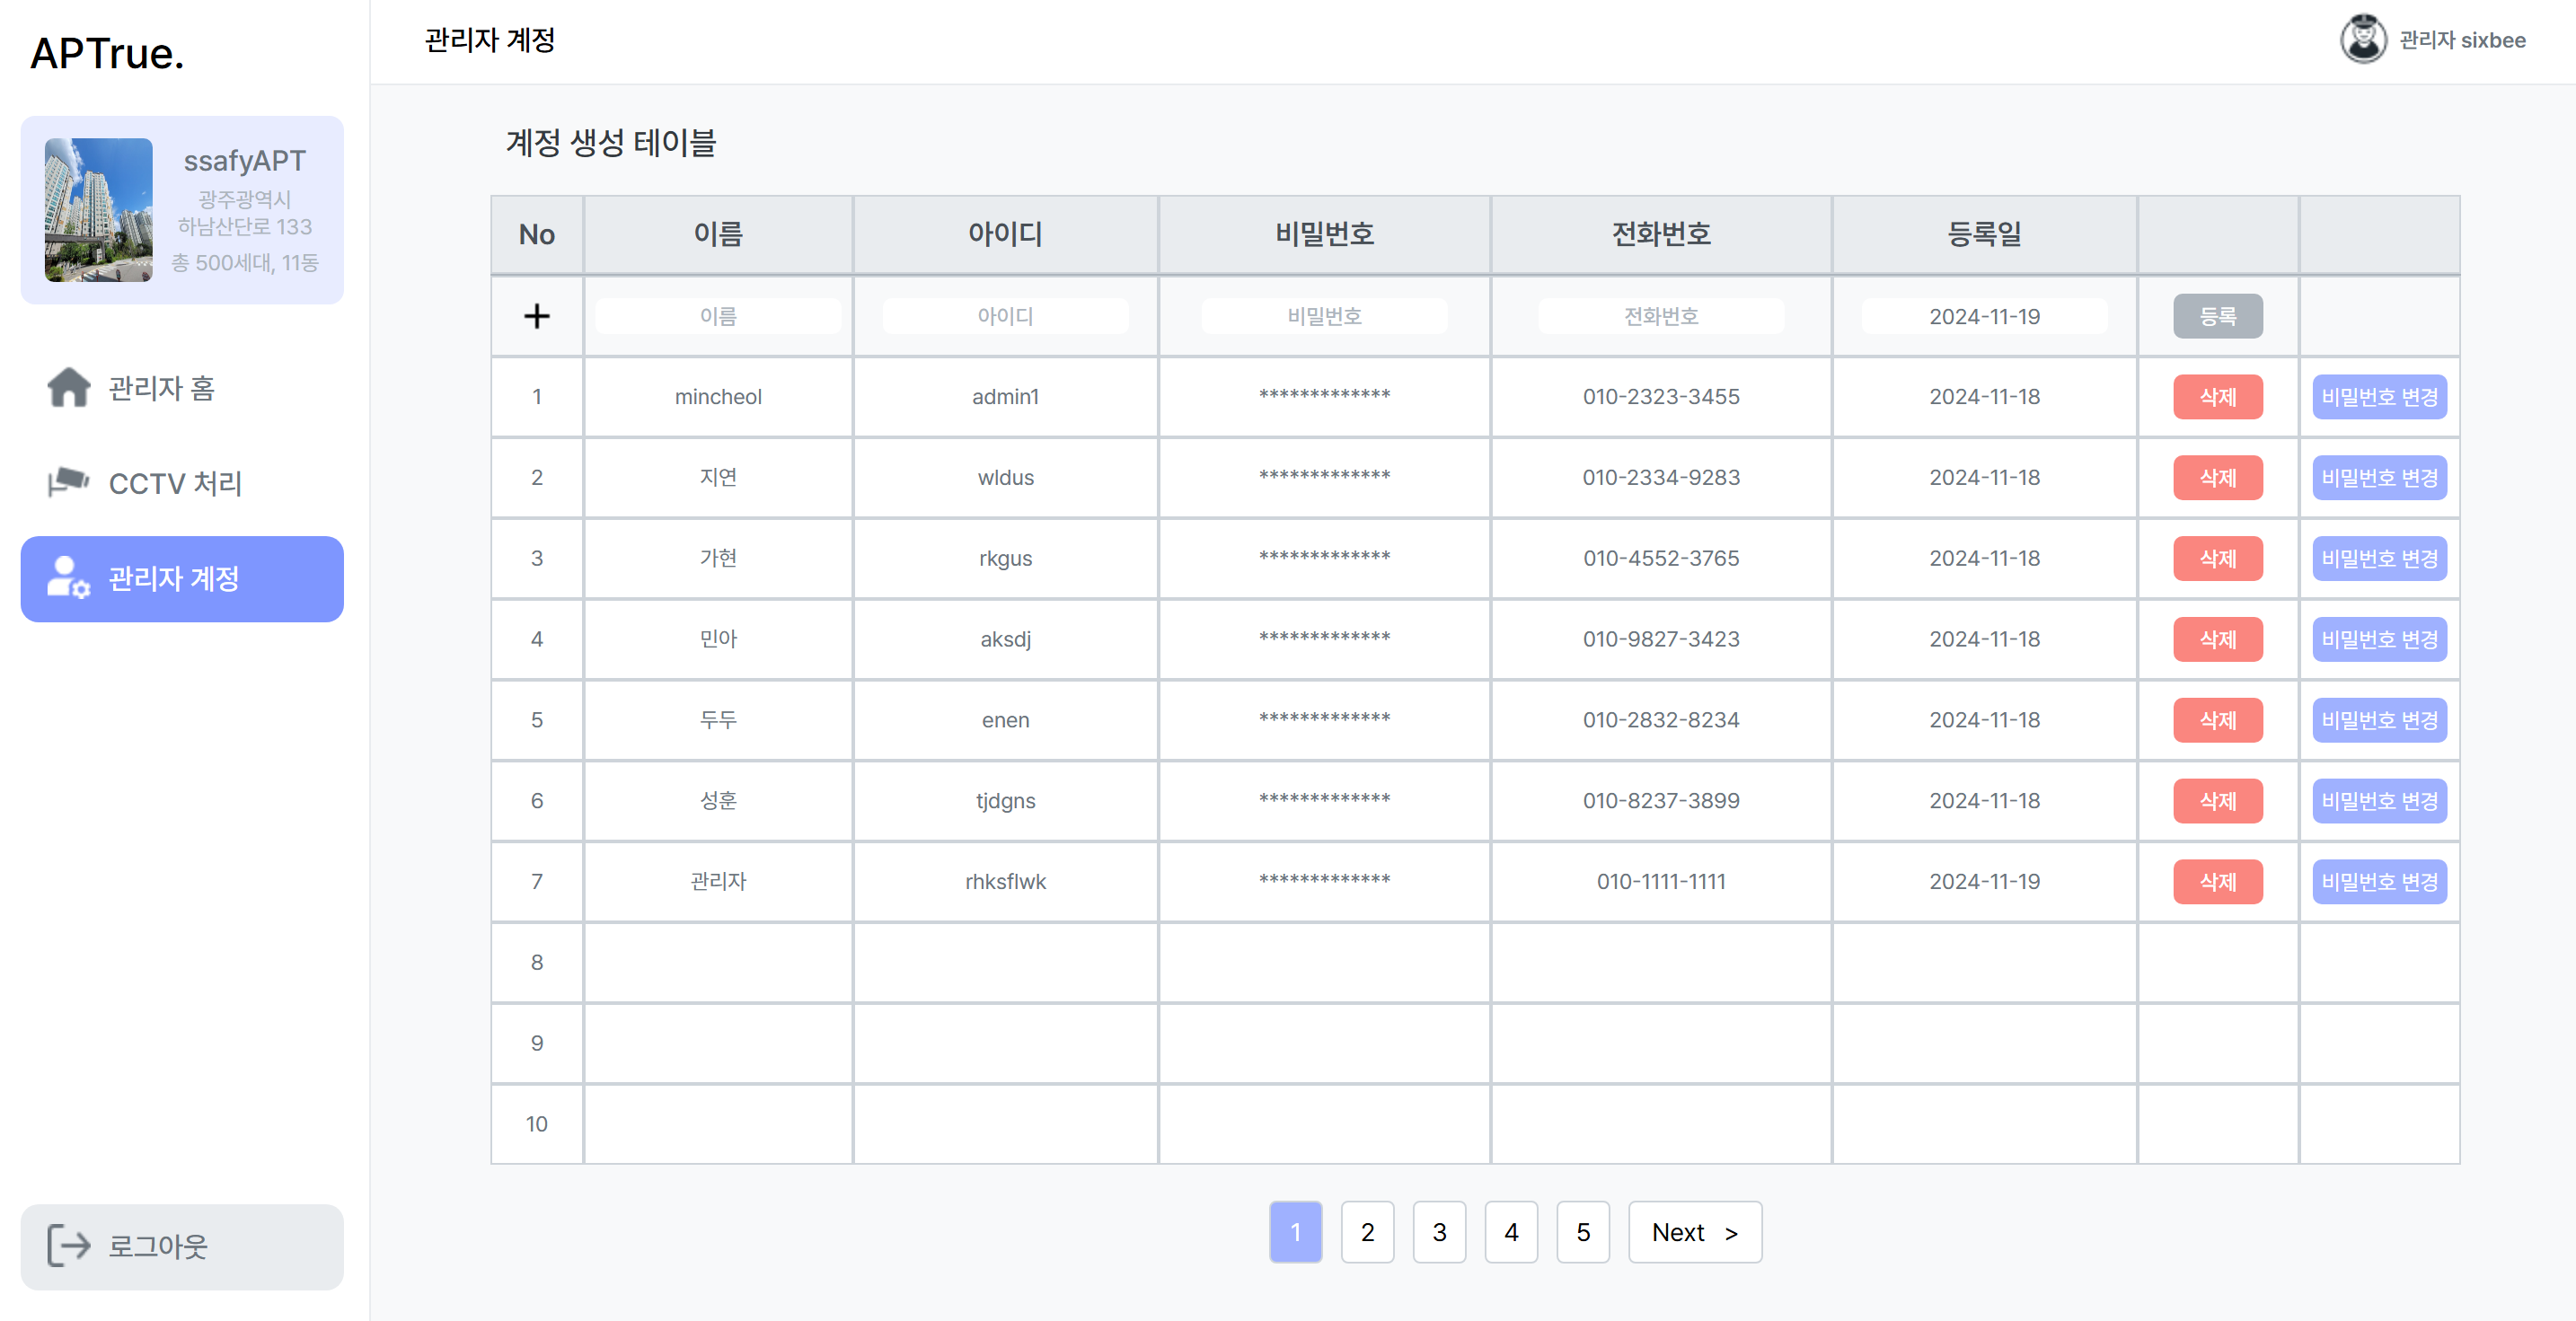 APTrue.
ssafyAPT
광주광역시
하남산단로 133
총 500세대, 11동
관리자 홈
CCTV 처리
관리자 계정
로그아웃
관리자 계정
관리자 sixbee
계정 생성 테이블
No 이름 아이디 비밀번호 전화번호 등록일
+ 이름 아이디 비밀번호 전화번호 2024-11-19 등록
1 mincheol admin1 ************* 010-2323-3455 2024-11-18 삭제 비밀번호 변경
2 지연 wldus ************* 010-2334-9283 2024-11-18 삭제 비밀번호 변경
3 가현 rkgus ************* 010-4552-3765 2024-11-18 삭제 비밀번호 변경
4 민아 aksdj ************* 010-9827-3423 2024-11-18 삭제 비밀번호 변경
5 두두 enen ************* 010-2832-8234 2024-11-18 삭제 비밀번호 변경
6 성훈 tjdgns ************* 010-8237-3899 2024-11-18 삭제 비밀번호 변경
7 관리자 rhksflwk ************* 010-1111-1111 2024-11-19 삭제 비밀번호 변경
8
9
10
1 2 3 4 5 Next >